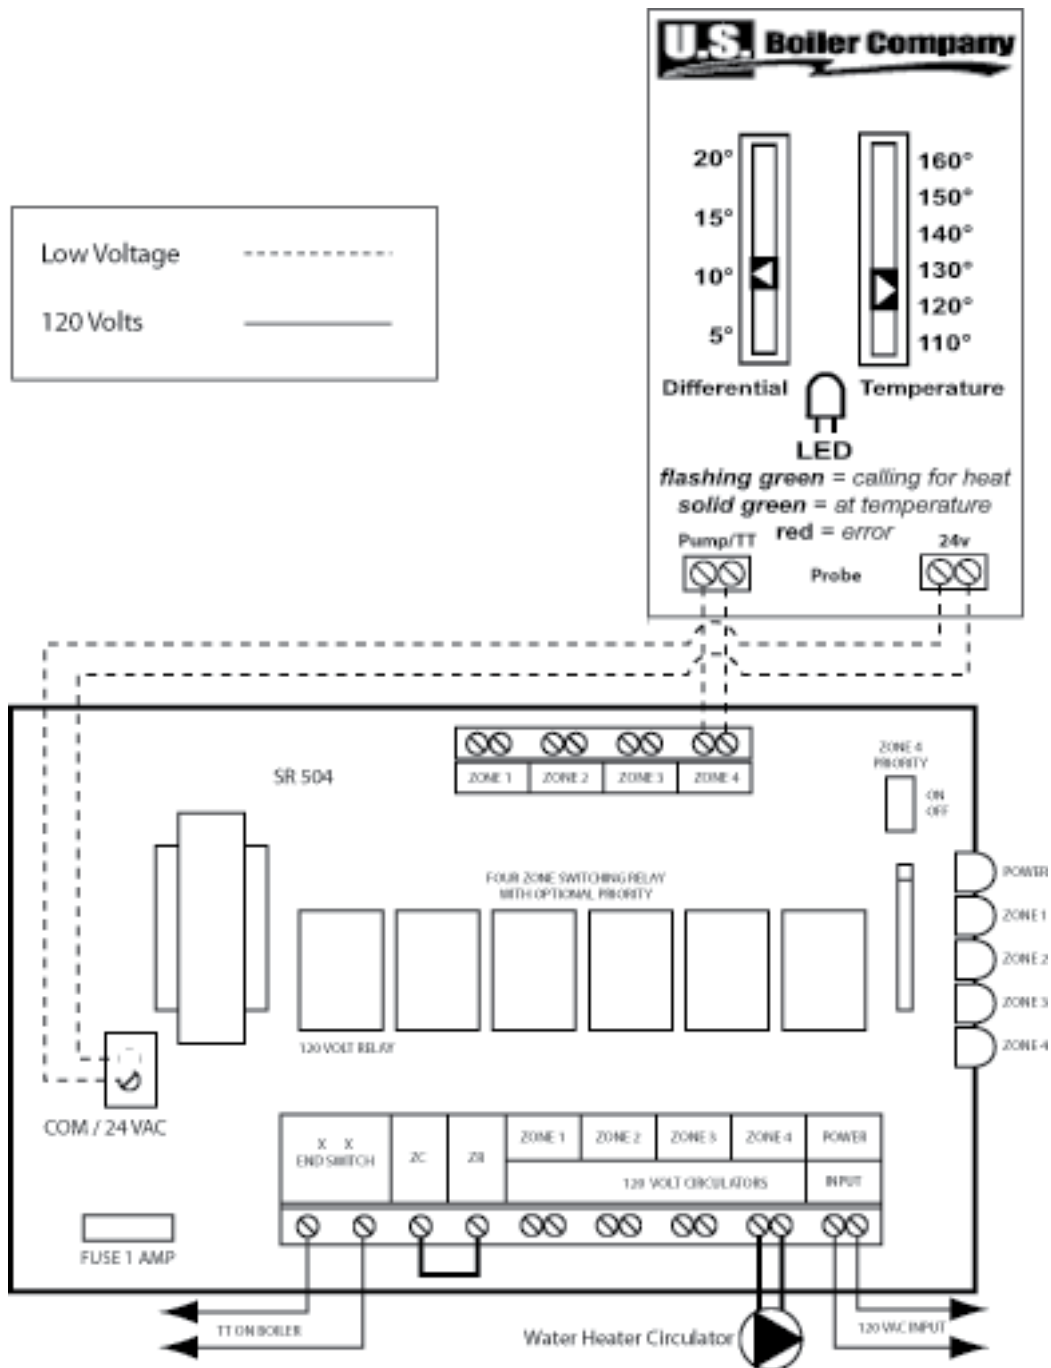 U.S. Boiler Company
20°
15°
10°
5°
160°
150°
140°
130°
120°
110°
Differential
Temperature
LED
flashing green = calling for heat
solid green = at temperature
red = error
Pump/TT
Probe
24v
Low Voltage
120 Volts
SR 504
ZONE 1
ZONE 2
ZONE 3
ZONE 4
ZONE 4
PRIORITY
ON
OFF
FOUR ZONE SWITCHING RELAY
WITH OPTIONAL PRIORITY
POWER
ZONE 1
ZONE 2
ZONE 3
ZONE 4
120 VOLT RELAY
COM / 24 VAC
X X
END SWITCH
ZC
ZR
ZONE 1
ZONE 2
ZONE 3
ZONE 4
POWER
120 VOLT CIRCULATORS
INPUT
FUSE 1 AMP
TT ON BOILER
Water Heater Circulator
120 VAC INPUT